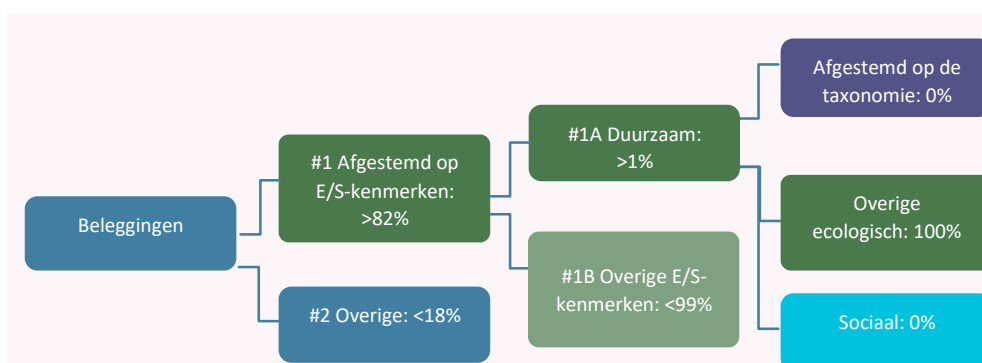 Beleggingen
#1 Afgestemd op
E/S-kenmerken:
>82%
#2 Overige: <18%
#1A Duurzaam:
>1%
#1B Overige E/S-
kenmerken: <99%
Afgestemd op de
taxonomie: 0%
Overige
ecologisch: 100%
Sociaal: 0%